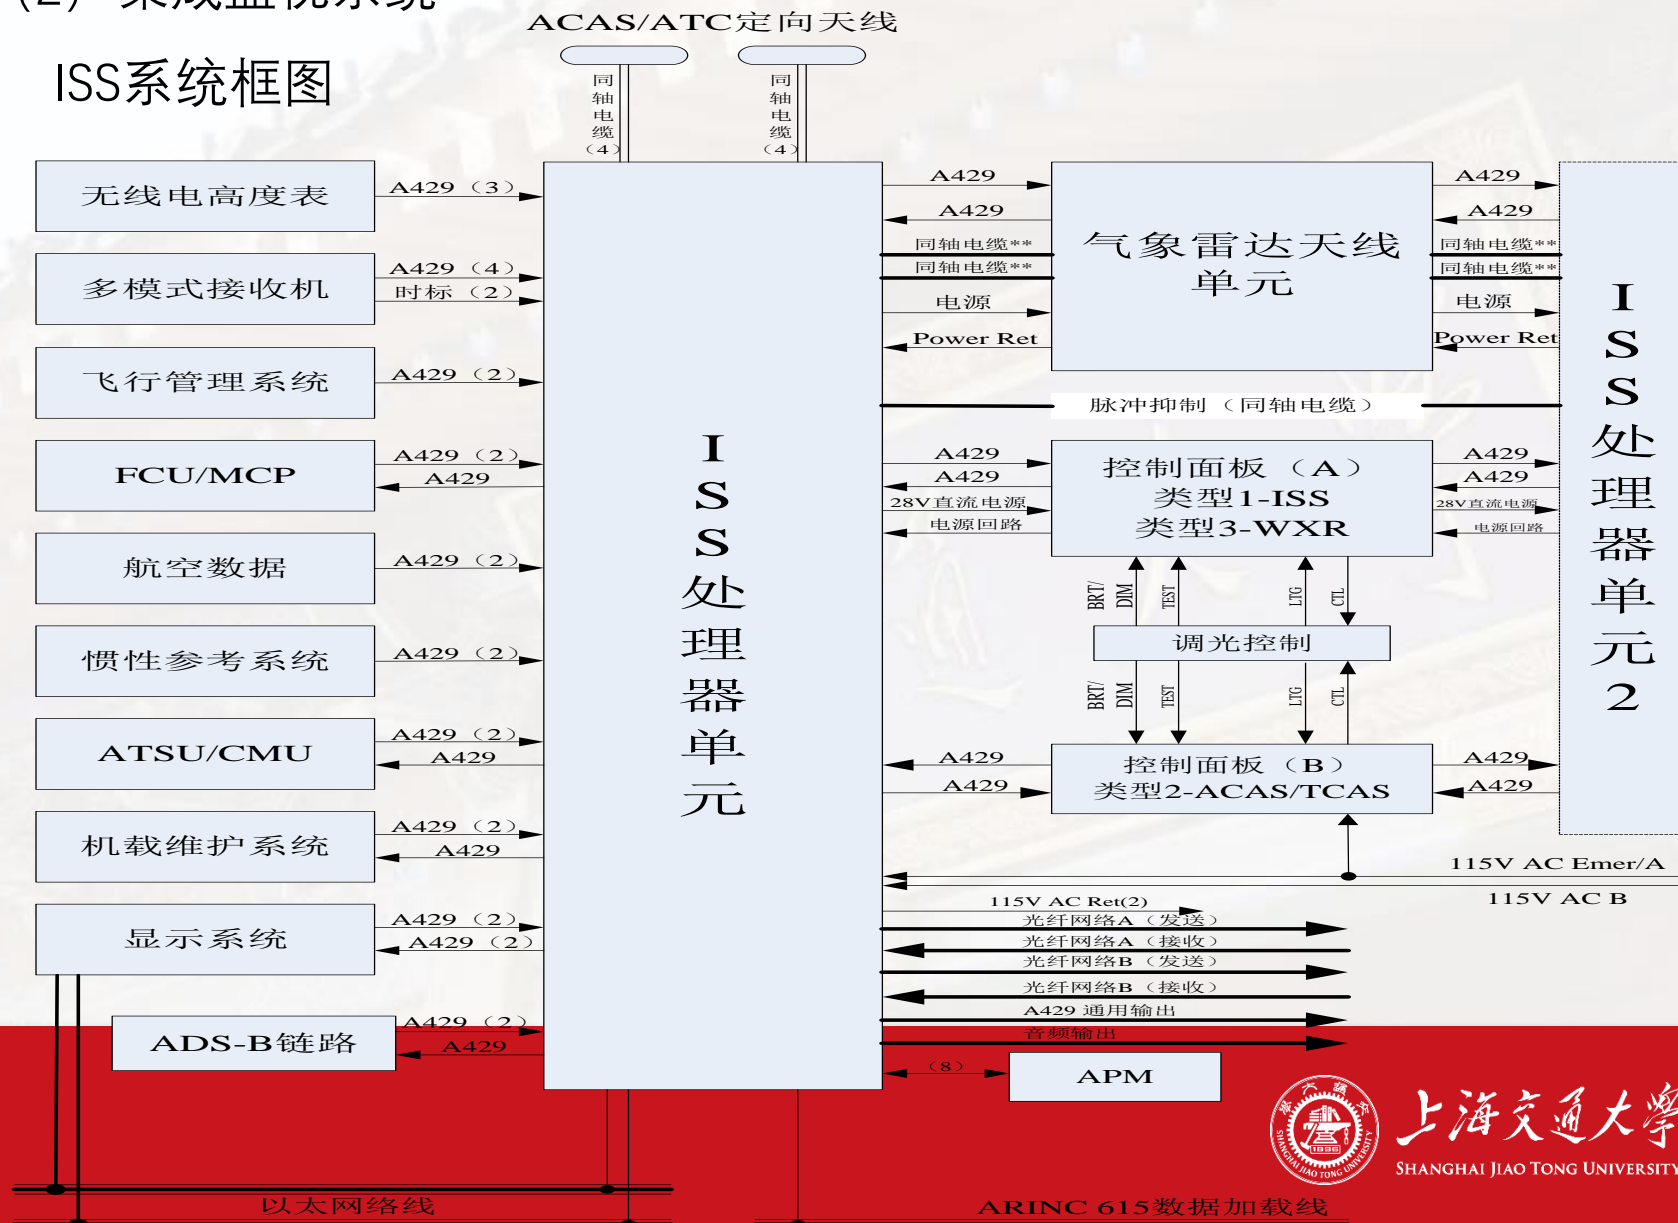 （2）集成监视系统
ISS系统框图
ACAS/ATC定向天线
同轴电缆（4）
同轴电缆（4）
无线电高度表
A429（3）
多模式接收机
A429（4）
时标（2）
飞行管理系统
A429（2）
FCU/MCP
A429（2）
A429
航空数据
A429（2）
惯性参考系统
A429（2）
ATSU/CMU
A429（2）
A429
机载维护系统
A429（2）
A429
显示系统
A429（2）
A429（2）
ADS-B链路
A429（2）
A429
ISS处理器单元
A429
A429
同轴电缆**
同轴电缆**
电源
Power Ret
气象雷达天线
单元
A429
A429
同轴电缆**
同轴电缆**
电源
Power Ret
脉冲抑制（同轴电缆）
A429
A429
28V直流电源
电源回路
控制面板（A）
类型1-ISS
类型3-WXR
A429
A429
28V直流电源
电源回路
BRT/
DIM
TEST
LTG
CTL
调光控制
BRT/
DIM
TEST
LTG
CTL
A429
A429
控制面板（B）
类型2-ACAS/TCAS
A429
A429
ISS处理器单元2
115V AC Emer/A
115V AC B
115V AC Ret(2)
光纤网络A（发送）
光纤网络A（接收）
光纤网络B（发送）
光纤网络B（接收）
A429 通用输出
音频输出
（8）
APM
以太网络线
ARINC 615数据加载线
上海交通大學
SHANGHAI JIAO TONG UNIVERSITY
1896
SHANGHAI JIAO TONG UNIVERSITY